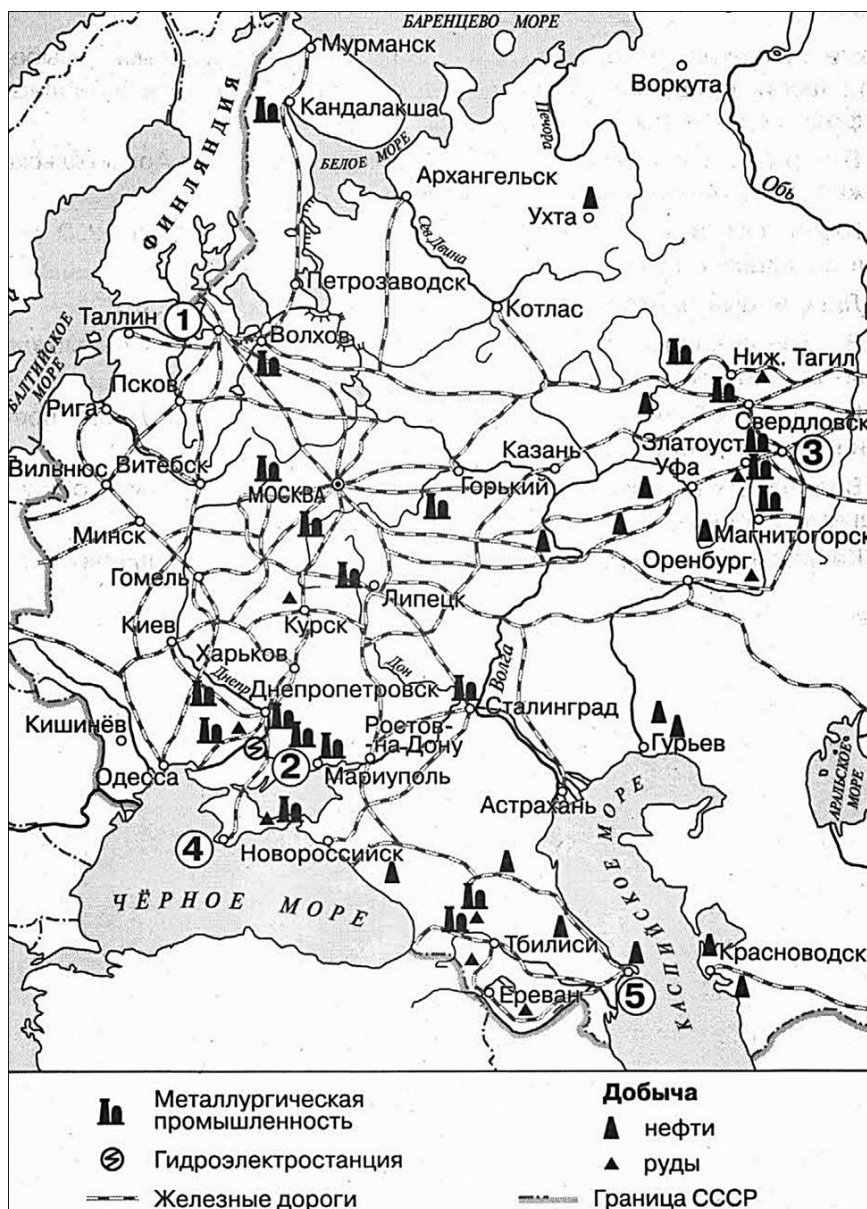 БАРЕНЦЕВО МОРЕ
Мурманск
Воркута
Кандалакша
Печора
БЕЛОЕ МОРЕ
Архангельск
Обь
ФИНЛЯНДИЯ
Ухта
Сев. Двина
Петрозаводск
Котлас
Таллин
1
Волхов
БАЛТИЙСКОЕ
МОРЕ
Ниж. Тагил
Псков
Рига
Свердловск
Казань
Златоуст
3
Вильнюс
Витебск
МОСКВА
Горький
Уфа
Минск
Магнитогорск
Оренбург
Гомель
Липецк
Киев
Курск
Харьков
Дон
Волга
Днепр
Днепропетровск
Сталинград
Кишинёв
Ростов-
-на-Дону
Гурьев
2
Мариуполь
Одесса
Астрахань
АРАЛЬСКОЕ
МОРЕ
4
Новороссийск
ЧЁРНОЕ МОРЕ
КАСПИЙСКОЕ МОРЕ
Тбилиси
Красноводск
Ереван
5
Металлургическая
промышленность
Гидроэлектростанция
Железные дороги
Добыча
нефти
руды
Граница СССР